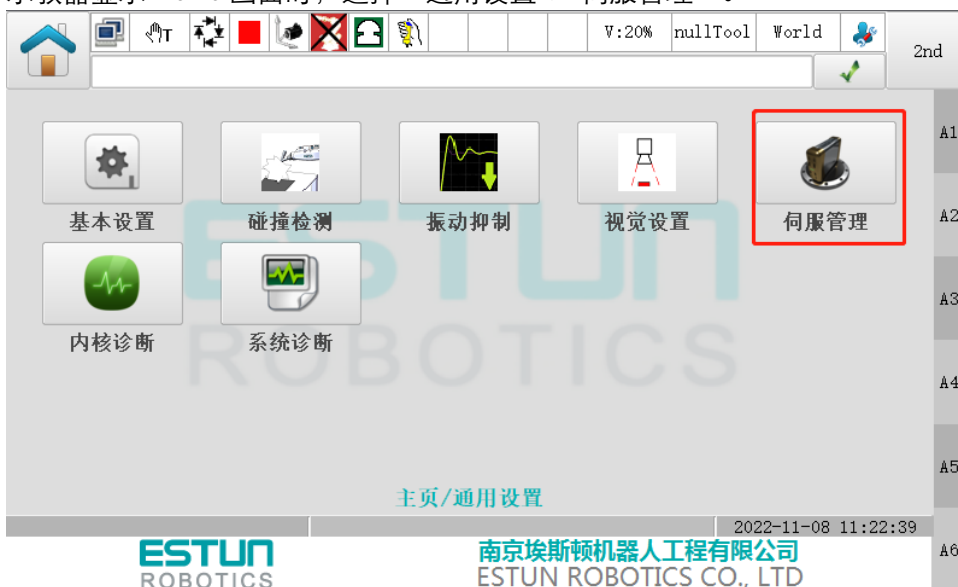 V:20% nullTool World
2nd
A1
基本设置 碰撞检测 振动抑制 视觉设置 伺服管理
A2
A3
内核诊断 系统诊断
ESTUN
ROBOTICS
A4
A5
主页/通用设置
2022-11-08 11:22:39
A6
ESTUN 南京埃斯顿机器人工程有限公司
ROBOTICS ESTUN ROBOTICS CO., LTD